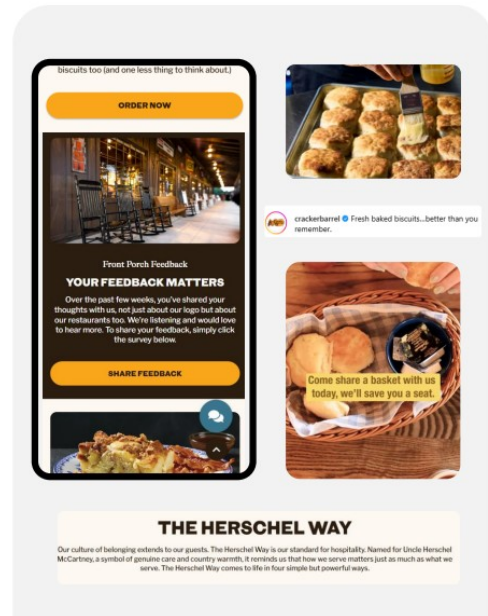 biscuits too (and one less thing to think about.)
ORDER NOW
Front Porch Feedback
YOUR FEEDBACK MATTERS
Over the past few weeks, you've shared your
thoughts with us, not just about our logo but about
our restaurants too. We're listening and would love
to hear more. To share your feedback, simply click
the survey below.
SHARE FEEDBACK
crackerbarrel Fresh baked biscuits...better than you
remember.
Come share a basket with us
today, we'll save you a seat.
THE HERSCHEL WAY
Our culture of belonging extends to our guests. The Herschel Way is our standard for hospitality. Named for Uncle Herschel
McCartney, a symbol of genuine care and country warmth, it reminds us that how we serve matters just as much as what we
serve. The Herschel Way comes to life in four simple but powerful ways.